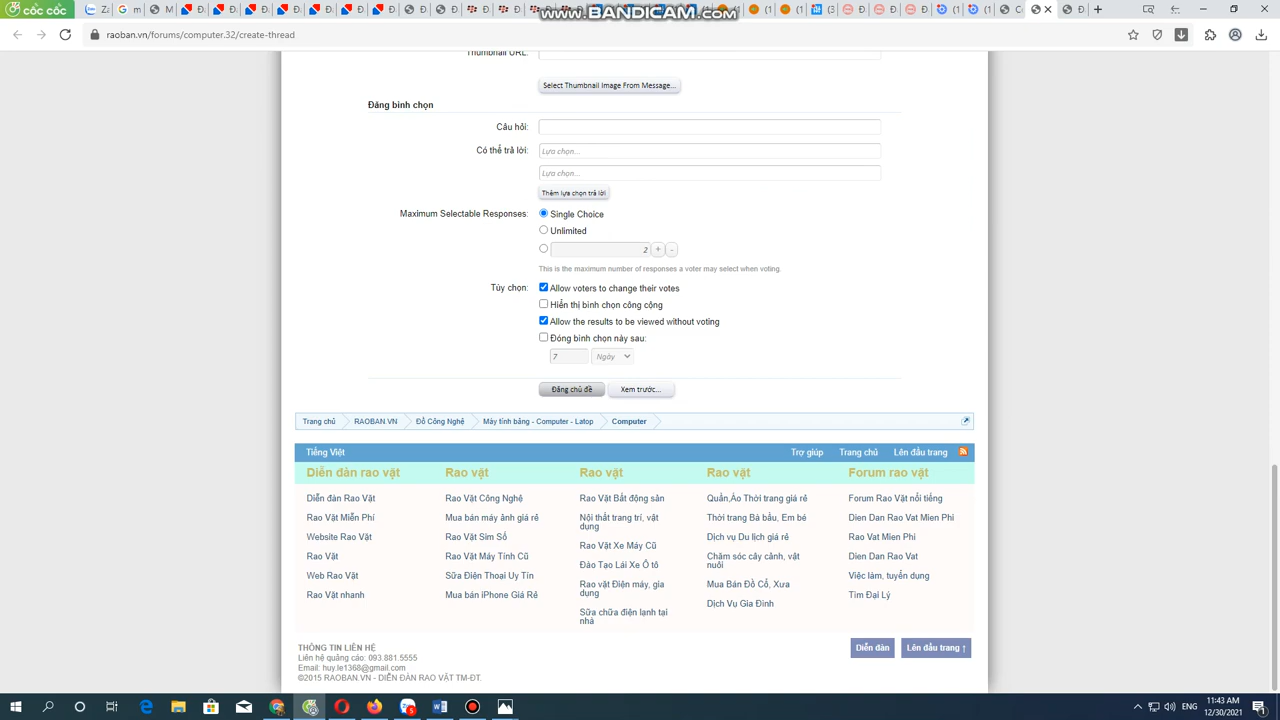 www.BANDICAM.com
raoban.vn/forums/computer.32/create-thread
Thumbnail URL:
Select Thumbnail Image From Message...
Đăng bình chọn
Câu hỏi:
Có thể trả lời:
Lựa chọn...
Lựa chọn...
Thêm lựa chọn trả lời
Maximum Selectable Responses:
Single Choice
Unlimited
2
+
-
This is the maximum number of responses a voter may select when voting.
Tùy chọn:
Allow voters to change their votes
Hiển thị bình chọn công cộng
Allow the results to be viewed without voting
Đóng bình chọn này sau:
7
Ngày
Đăng chủ đề
Xem trước...
Trang chủ
RAOBAN.VN
Đồ Công Nghệ
Máy tính bảng - Computer - Latop
Computer
Tiếng Việt
Trợ giúp
Trang chủ
Lên đầu trang
Diễn đàn rao vặt
Diễn đàn Rao Vặt
Rao Vặt Miễn Phí
Website Rao Vặt
Rao Vặt
Web Rao Vặt
Rao Vặt nhanh
Rao vặt
Rao Vặt Công Nghệ
Mua bán máy ảnh giá rẻ
Rao Vặt Sim Số
Rao Vặt Máy Tính Cũ
Sữa Điện Thoại Uy Tín
Mua bán iPhone Giá Rẻ
Rao vặt
Rao Vặt Bất động sản
Nội thất trang trí, vật
dụng
Rao Vặt Xe Máy Cũ
Đào Tạo Lái Xe Ô tô
Rao vặt Điện máy, gia
dụng
Sữa chữa điện lạnh tại
nhà
Rao vặt
Quần,Áo Thời trang giá rẻ
Thời trang Bà bầu, Em bé
Dịch vụ Du lịch giá rẻ
Chăm sóc cây cảnh, vật
nuôi
Mua Bán Đồ Cổ, Xưa
Dịch Vụ Gia Đình
Forum rao vặt
Forum Rao Vặt nổi tiếng
Dien Dan Rao Vat Mien Phi
Rao Vat Mien Phi
Dien Dan Rao Vat
Việc làm, tuyển dụng
Tìm Đại Lý
THÔNG TIN LIÊN HỆ
Liên hệ quảng cáo: 093.881.5555
Email: huy.le1368@gmail.com
©2015 RAOBAN.VN - DIỄN ĐÀN RAO VẶT TM-ĐT.
Diễn đàn
Lên đầu trang ↑
5
ENG
11:43 AM
12/30/2021
1